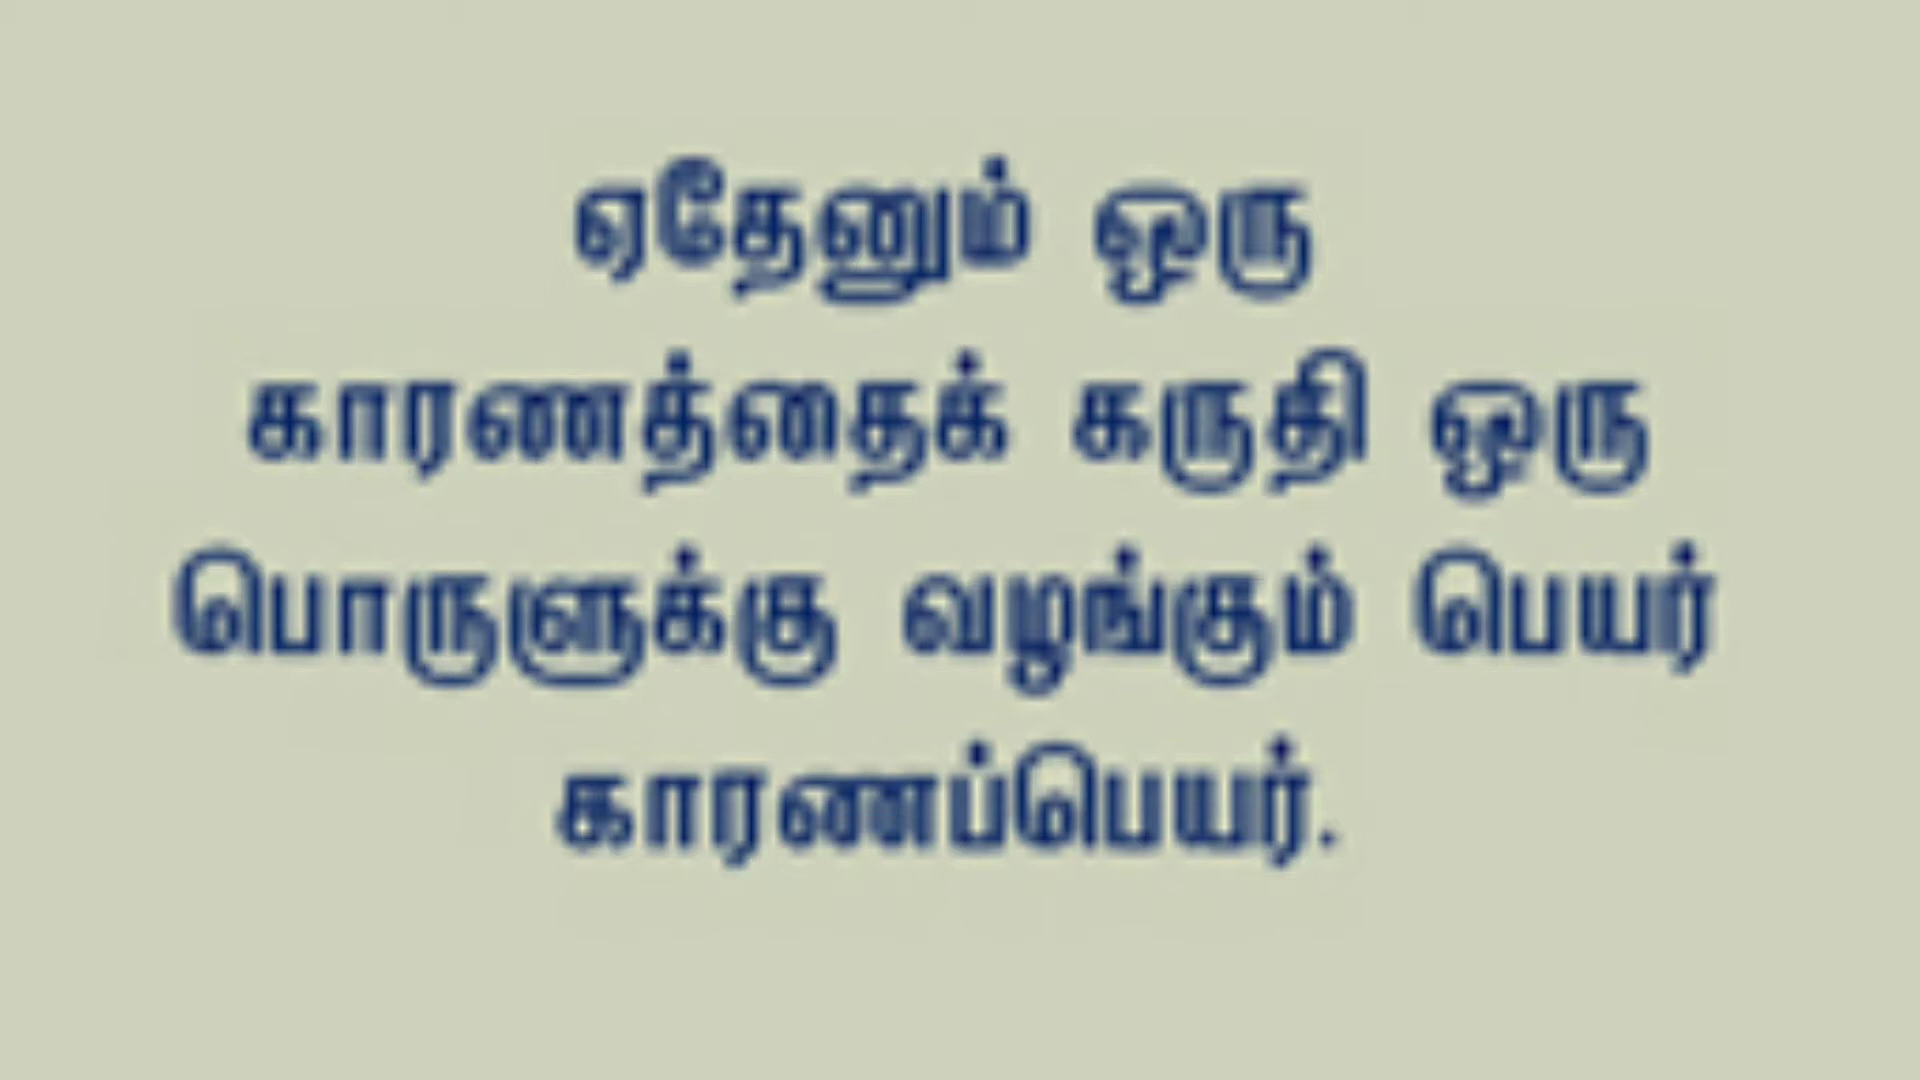 ஏதேனும் ஒரு
காரணத்தைக் கருதி ஒரு
பொருளுக்கு வழங்கும் பெயர்
காரணப்பெயர்.